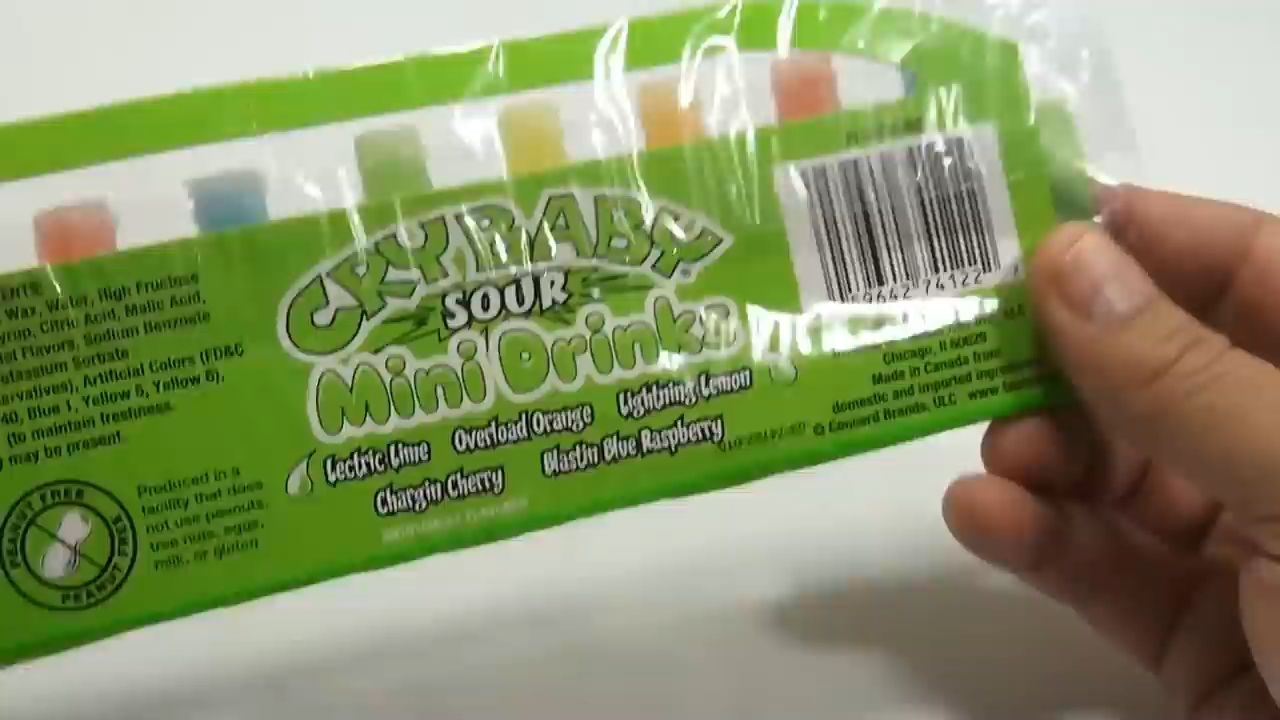 Wax, Water, High Fructose
Citric Acid, Malic Acid,
Flavors, Sodium Benzoate
Potassium Sorbate
Artificial Colors (FD&C
40, Blue 1, Yellow 5, Yellow 6),
(to maintain freshness.
may be present.
PEANUT FREE
PEANUT FREE
Produced in a
facility that does
not use peanuts,
tree nuts, eggs,
milk, or gluten
CRY BABY
SOUR
Mini Drinks
Lectric Lime
Overload Orange
Lightning Lemon
Chargin Cherry
Blastin Blue Raspberry
74122
Chicago, Il 60629
Made in Canada from
domestic and imported
© Concord Brands, ULC